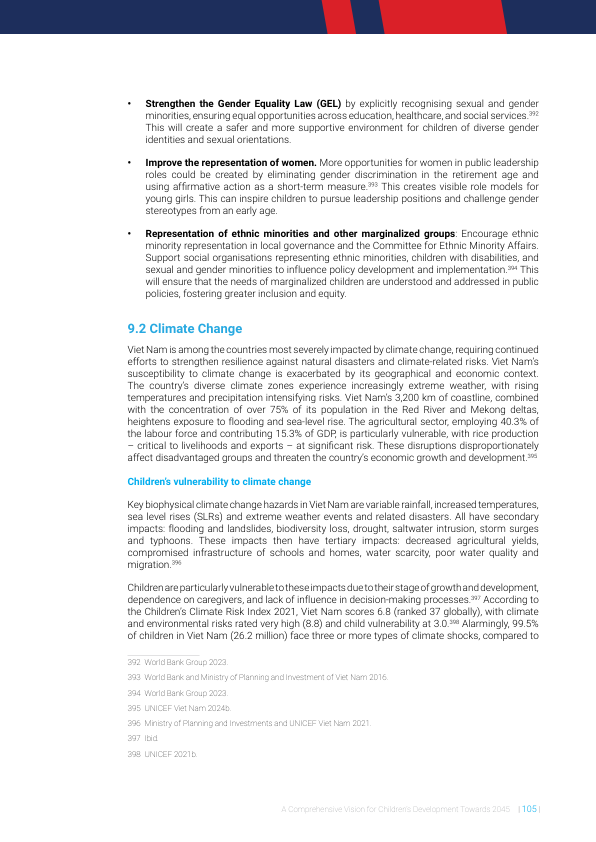 • Strengthen the Gender Equality Law (GEL) by explicitly recognising sexual and gender
minorities, ensuring equal opportunities across education, healthcare, and social services.392
This will create a safer and more supportive environment for children of diverse gender
identities and sexual orientations.
• Improve the representation of women. More opportunities for women in public leadership
roles could be created by eliminating gender discrimination in the retirement age and
using affirmative action as a short-term measure.393 This creates visible role models for
young girls. This can inspire children to pursue leadership positions and challenge gender
stereotypes from an early age.
• Representation of ethnic minorities and other marginalized groups: Encourage ethnic
minority representation in local governance and the Committee for Ethnic Minority Affairs.
Support social organisations representing ethnic minorities, children with disabilities, and
sexual and gender minorities to influence policy development and implementation.394 This
will ensure that the needs of marginalized children are understood and addressed in public
policies, fostering greater inclusion and equity.
9.2 Climate Change
Viet Nam is among the countries most severely impacted by climate change, requiring continued
efforts to strengthen resilience against natural disasters and climate-related risks. Viet Nam's
susceptibility to climate change is exacerbated by its geographical and economic context.
The country's diverse climate zones experience increasingly extreme weather, with rising
temperatures and precipitation intensifying risks. Viet Nam's 3,200 km of coastline, combined
with the concentration of over 75% of its population in the Red River and Mekong deltas,
heightens exposure to flooding and sea-level rise. The agricultural sector, employing 40.3% of
the labour force and contributing 15.3% of GDP, is particularly vulnerable, with rice production
– critical to livelihoods and exports – at significant risk. These disruptions disproportionately
affect disadvantaged groups and threaten the country's economic growth and development.395
Children's vulnerability to climate change
Key biophysical climate change hazards in Viet Nam are variable rainfall, increased temperatures,
sea level rises (SLRs) and extreme weather events and related disasters. All have secondary
impacts: flooding and landslides, biodiversity loss, drought, saltwater intrusion, storm surges
and typhoons. These impacts then have tertiary impacts: decreased agricultural yields,
compromised infrastructure of schools and homes, water scarcity, poor water quality and
migration.396
Children are particularly vulnerable to these impacts due to their stage of growth and development,
dependence on caregivers, and lack of influence in decision-making processes.397 According to
the Children's Climate Risk Index 2021, Viet Nam scores 6.8 (ranked 37 globally), with climate
and environmental risks rated very high (8.8) and child vulnerability at 3.0.398 Alarmingly, 99.5%
of children in Viet Nam (26.2 million) face three or more types of climate shocks, compared to
392 World Bank Group 2023.
393 World Bank and Ministry of Planning and Investment of Viet Nam 2016.
394 World Bank Group 2023.
395 UNICEF Viet Nam 2024b.
396 Ministry of Planning and Investments and UNICEF Viet Nam 2021.
397 Ibid.
398 UNICEF 2021b.
A Comprehensive Vision for Children's Development Towards 2045 | 105 |